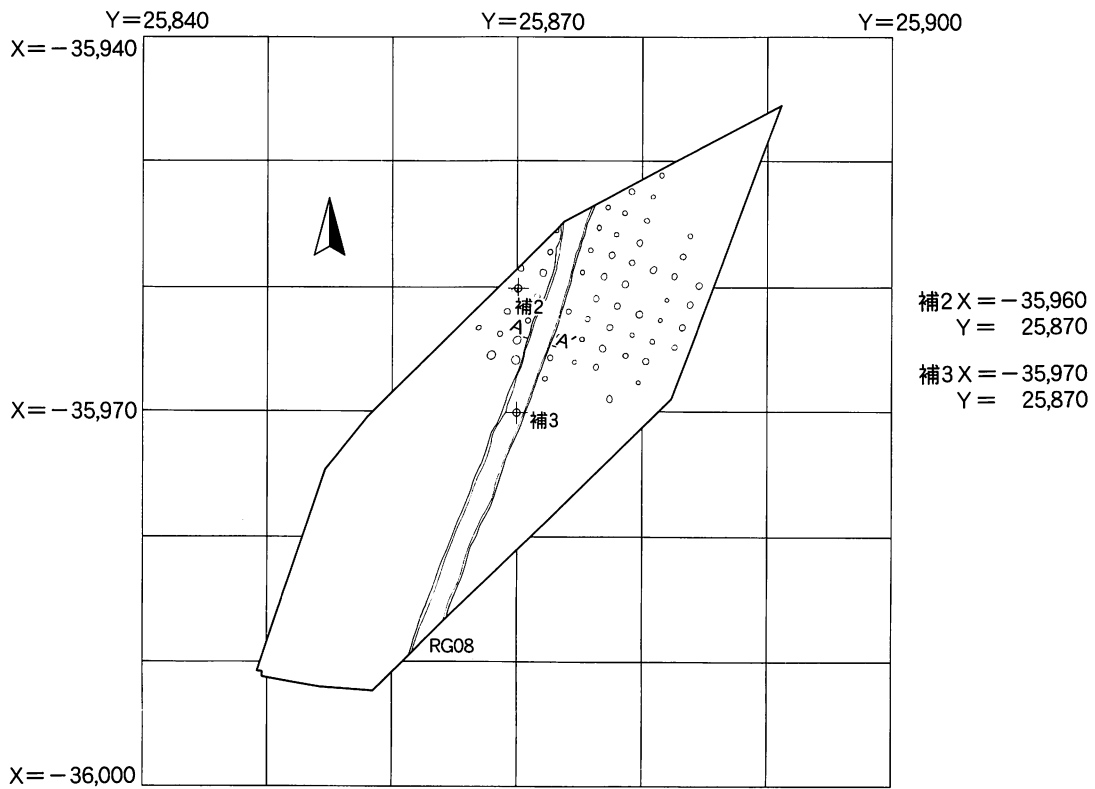 Y=25,840
Y=25,870
Y=25,900
X=-35,940
補2 X=-35,960
Y= 25,870
補3 X=-35,970
Y= 25,870
補2
A
A'
X=-35,970
補3
RG08
X=-36,000